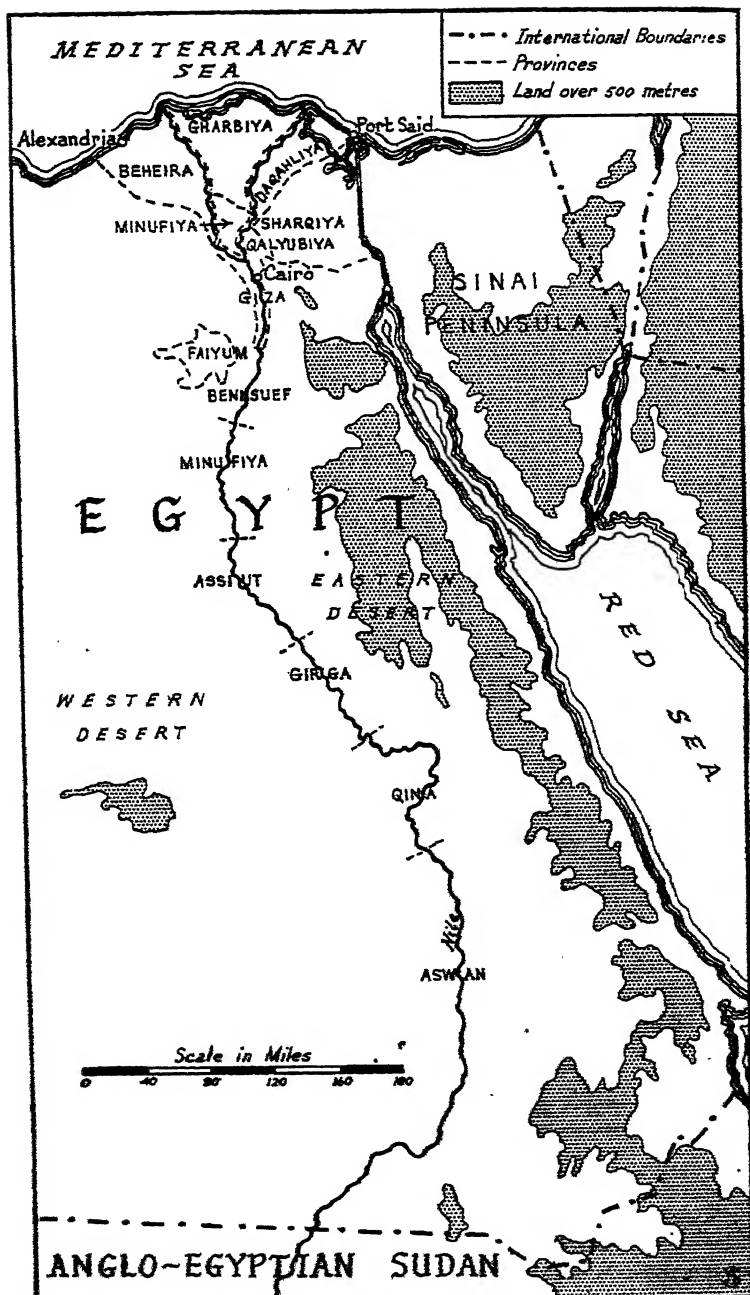 MEDITERRANEAN
SEA
International Boundaries
Provinces
Land over 500 metres
Alexandria
GHARBIYA
Port Said
BEHEIRA
DAQAHLIYA
MINUFIYA
SHARQIYA
QALYUBIYA
Cairo
GIZA
SINAI
PENINSULA
FAIYUM
BENI SUEF
MINUFIYA
EGYPT
ASSIUT
EASTERN
DESERT
RED SEA
GIRGA
WESTERN
DESERT
QINA
Nile
ASWAN
Scale in Miles
0 40 80 120 160 180
ANGLO-EGYPTIAN SUDAN